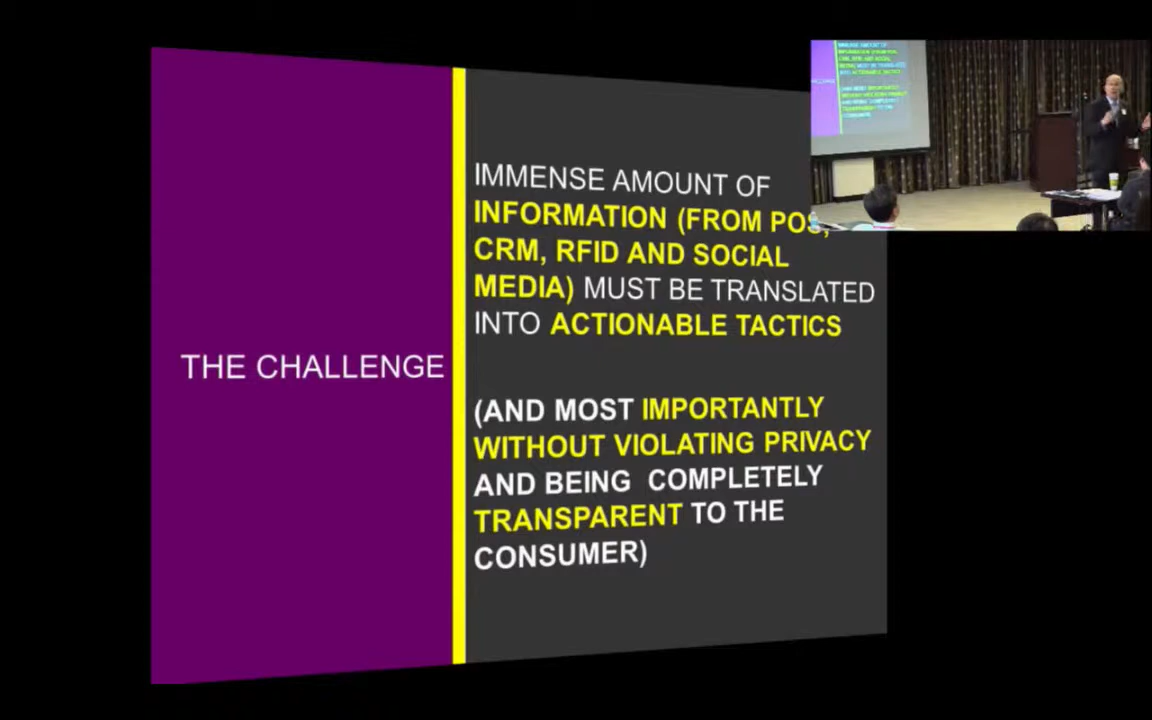 THE CHALLENGE
IMMENSE AMOUNT OF
INFORMATION (FROM POS,
CRM, RFID AND SOCIAL
MEDIA) MUST BE TRANSLATED
INTO ACTIONABLE TACTICS
(AND MOST IMPORTANTLY
WITHOUT VIOLATING PRIVACY
AND BEING COMPLETELY
TRANSPARENT TO THE
CONSUMER)